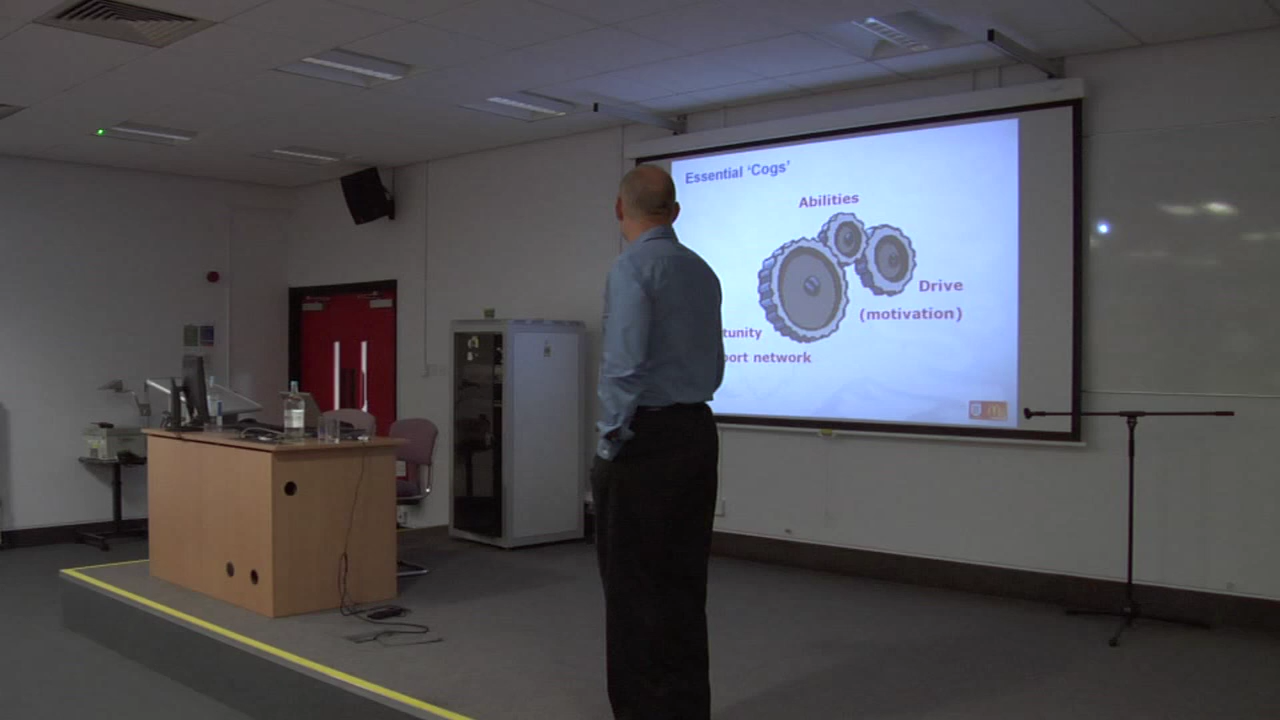 Essential ‘Cogs’
Abilities
Drive
(motivation)
tunity
port network